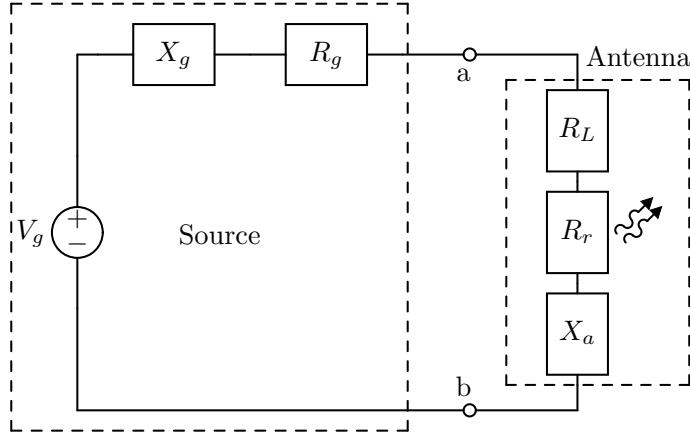 X_g
R_g
a
Antenna
R_L
V_g
+
−
Source
R_r
X_a
b